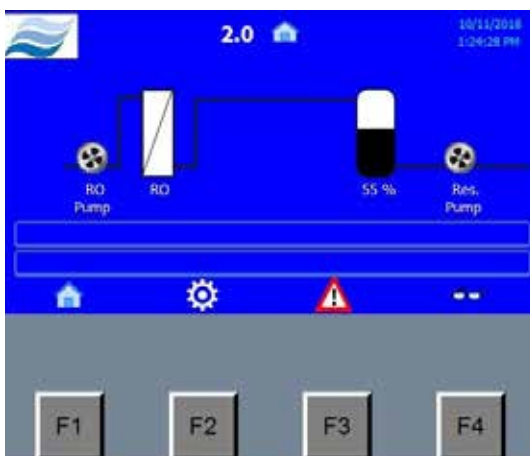 2.0
10/11/2018
1:24:28 PM
RO
Pump
RO
55 %
Res.
Pump
F1
F2
F3
F4